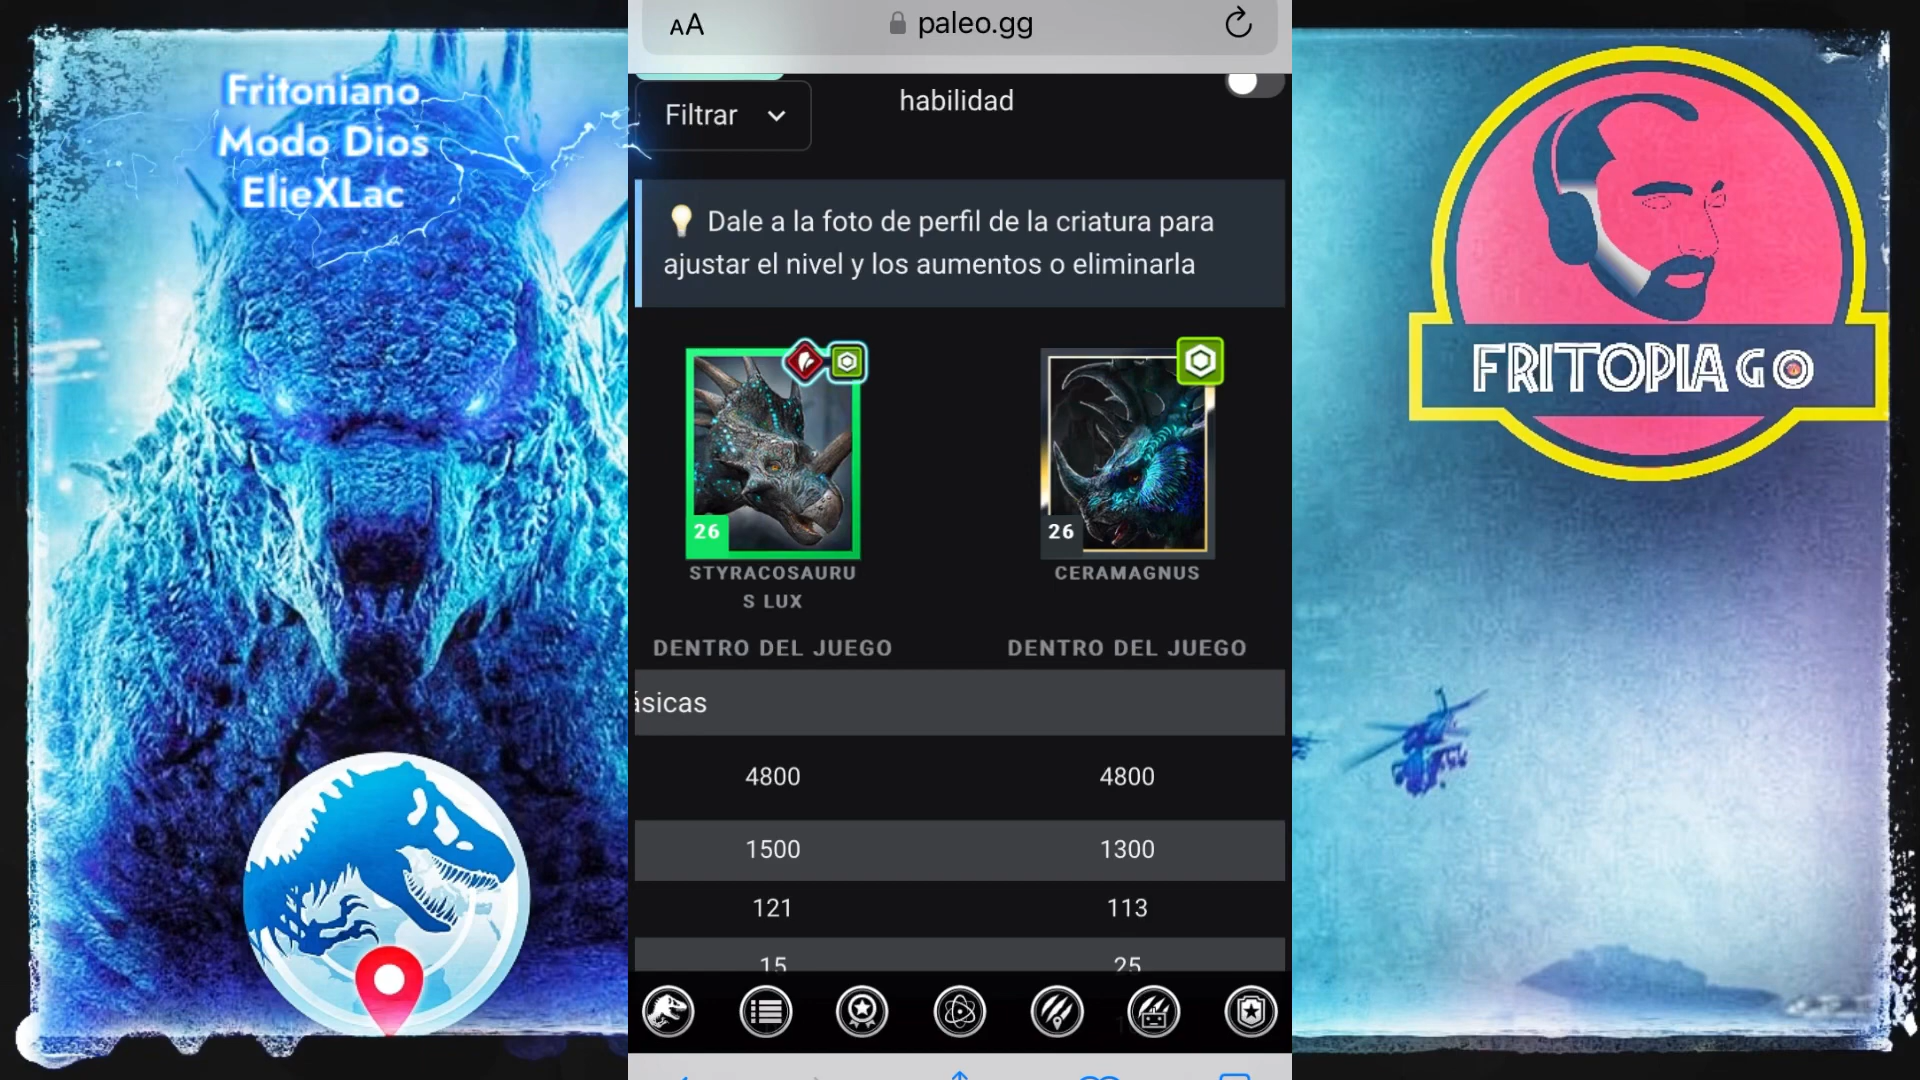 Fritoniano
Modo Dios
ElieXLac
AA
paleo.gg
Filtrar
habilidad
💡 Dale a la foto de perfil de la criatura para
ajustar el nivel y los aumentos o eliminarla
26
26
STYRACOSAURU
S LUX
CERAMAGNUS
DENTRO DEL JUEGO
DENTRO DEL JUEGO
ásicas
4800
4800
1500
1300
121
113
15
25
FRITOPIA GO